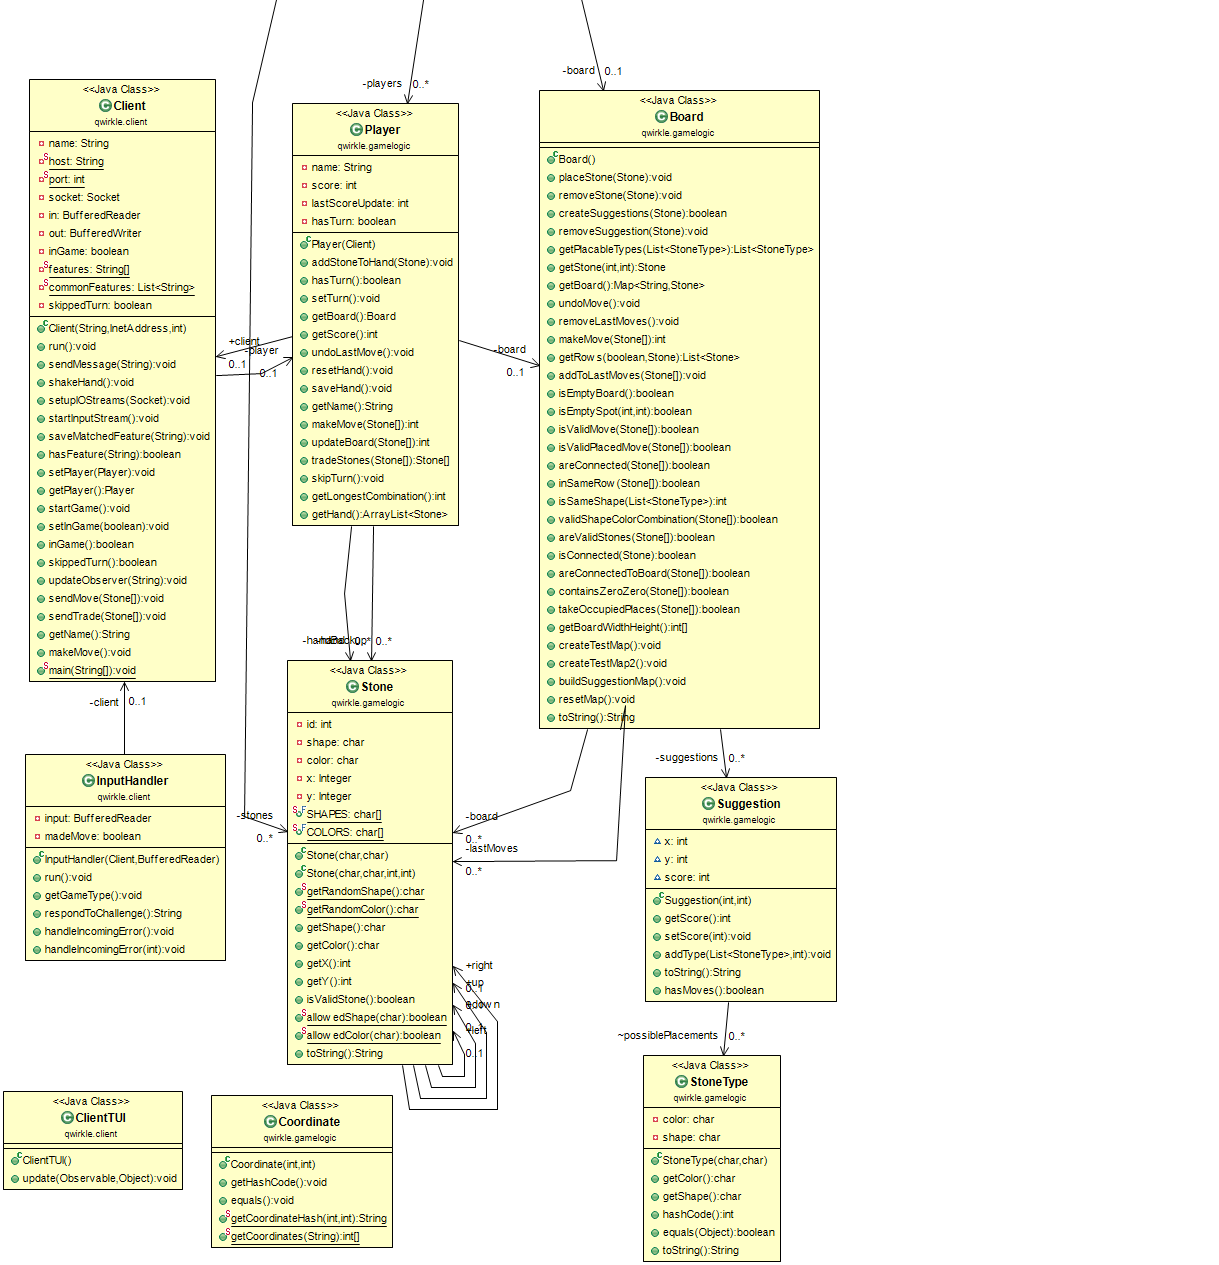 -players 0..*
-board 0..1
<<Java Class>>
Client
qwirkle.client
name: String
host: String
port: int
socket: Socket
in: BufferedReader
out: BufferedWriter
inGame: boolean
features: String[]
commonFeatures: List<String>
skippedTurn: boolean
Client(String,InetAddress,int)
run():void
sendMessage(String):void
shakeHand():void
setupIOStreams(Socket):void
startInputStream():void
saveMatchedFeature(String):void
hasFeature(String):boolean
setPlayer(Player):void
getPlayer():Player
startGame():void
setInGame(boolean):void
inGame():boolean
skippedTurn():boolean
updateObserver(String):void
sendMove(Stone[]):void
sendTrade(Stone[]):void
getName():String
makeMove():void
main(String[]):void
<<Java Class>>
Player
qwirkle.gamelogic
name: String
score: int
lastScoreUpdate: int
hasTurn: boolean
Player(Client)
addStoneToHand(Stone):void
hasTurn():boolean
setTurn():void
getBoard():Board
getScore():int
undoLastMove():void
resetHand():void
saveHand():void
getName():String
makeMove(Stone[]):int
updateBoard(Stone[]):int
tradeStones(Stone[]):Stone[]
skipTurn():void
getLongestCombination():int
getHand():ArrayList<Stone>
<<Java Class>>
Board
qwirkle.gamelogic
Board()
placeStone(Stone):void
removeStone(Stone):void
createSuggestions(Stone):boolean
removeSuggestion(Stone):void
getPlacableTypes(List<StoneType>):List<StoneType>
getStone(int,int):Stone
getBoard():Map<String,Stone>
undoMove():void
removeLastMoves():void
makeMove(Stone[]):int
getRows(boolean,Stone):List<Stone>
addToLastMoves(Stone[]):void
isEmptyBoard():boolean
isEmptySpot(int,int):boolean
isValidMove(Stone[]):boolean
isValidPlacedMove(Stone[]):boolean
areConnected(Stone[]):boolean
inSameRow(Stone[]):boolean
isSameShape(List<StoneType>):int
validShapeColorCombination(Stone[]):boolean
areValidStones(Stone[]):boolean
isConnected(Stone):boolean
areConnectedToBoard(Stone[]):boolean
containsZeroZero(Stone[]):boolean
takeOccupiedPlaces(Stone[]):boolean
getBoardWidthHeight():int[]
createTestMap():void
createTestMap2():void
buildSuggestionMap():void
resetMap():void
toString():String
+client
0..1
-player
0..1
-board
0..1
-handBackup 0..* 0..*
-client 0..1
<<Java Class>>
InputHandler
qwirkle.client
input: BufferedReader
madeMove: boolean
InputHandler(Client,BufferedReader)
run():void
getGameType():void
respondToChallenge():String
handleIncomingError():void
handleIncomingError(int):void
-stones
0..*
<<Java Class>>
Stone
qwirkle.gamelogic
id: int
shape: char
color: char
x: Integer
y: Integer
SHAPES: char[]
COLORS: char[]
Stone(char,char)
Stone(char,char,int,int)
getRandomShape():char
getRandomColor():char
getShape():char
getColor():char
getX():int
getY():int
isValidStone():boolean
allowedShape(char):boolean
allowedColor(char):boolean
toString():String
-board
0..*
-lastMoves
0..*
+right
+up
0..1
+down
+left
0..1
-suggestions 0..*
<<Java Class>>
Suggestion
qwirkle.gamelogic
x: int
y: int
score: int
Suggestion(int,int)
getScore():int
setScore(int):void
addType(List<StoneType>,int):void
toString():String
hasMoves():boolean
~possiblePlacements 0..*
<<Java Class>>
StoneType
qwirkle.gamelogic
color: char
shape: char
StoneType(char,char)
getColor():char
getShape():char
hashCode():int
equals(Object):boolean
toString():String
<<Java Class>>
ClientTUI
qwirkle.client
ClientTUI()
update(Observable,Object):void
<<Java Class>>
Coordinate
qwirkle.gamelogic
Coordinate(int,int)
getHashCode():void
equals():void
getCoordinateHash(int,int):String
getCoordinates(String):int[]